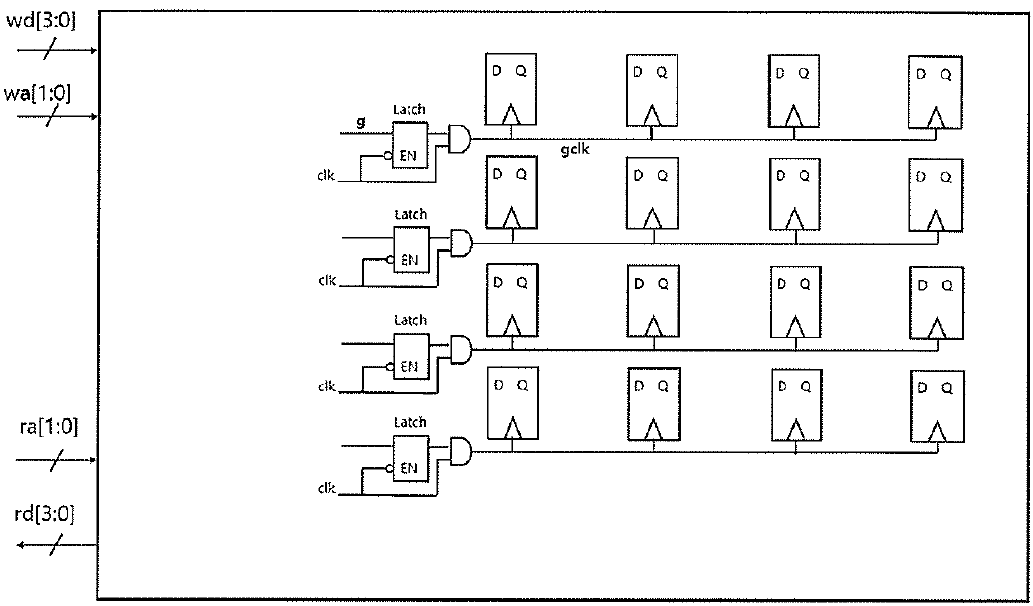 wd[3:0]
wa[1:0]
D Q D Q D Q D Q
Latch
g
EN
gclk
clk
D Q D Q D Q D Q
Latch
EN
clk
D Q D Q D Q D Q
Latch
EN
clk
D Q D Q D Q D Q
Latch
EN
clk
ra[1:0]
rd[3:0]